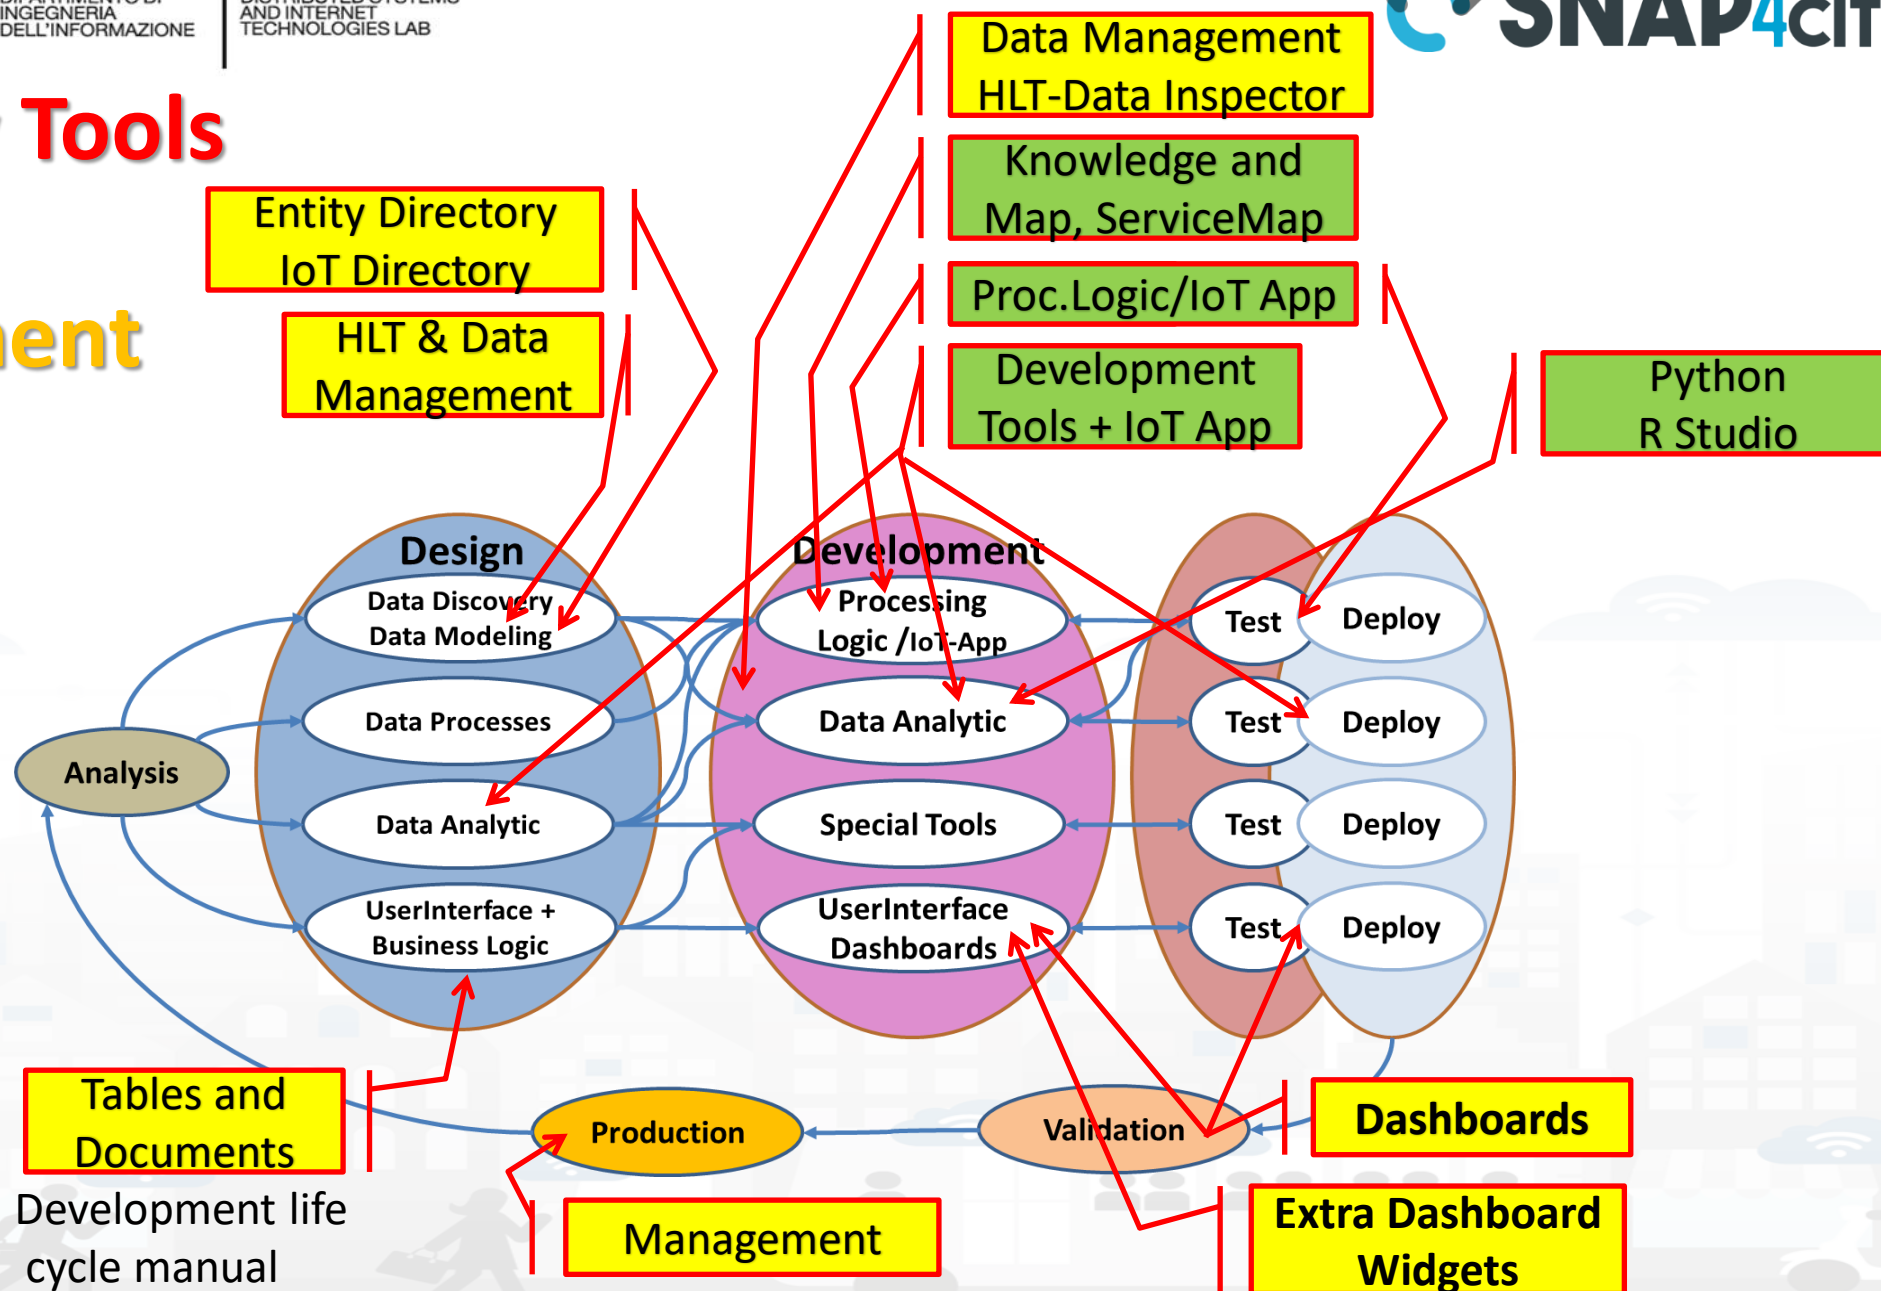 INGEGNERIA
DELL'INFORMAZIONE
AND INTERNET
TECHNOLOGIES LAB
SNAP4CIT
Tools
Data Management
HLT-Data Inspector
Knowledge and
Map, ServiceMap
Entity Directory
IoT Directory
Proc.Logic/IoT App
HLT & Data
Management
Development
Tools + IoT App
Python
R Studio
Design
Development
Data Discovery
Data Modeling
Processing
Logic /IoT-App
Test
Deploy
Data Processes
Data Analytic
Test
Deploy
Analysis
Data Analytic
Special Tools
Test
Deploy
UserInterface +
Business Logic
UserInterface
Dashboards
Test
Deploy
Tables and
Documents
Production
Validation
Dashboards
Development life
cycle manual
Management
Extra Dashboard
Widgets